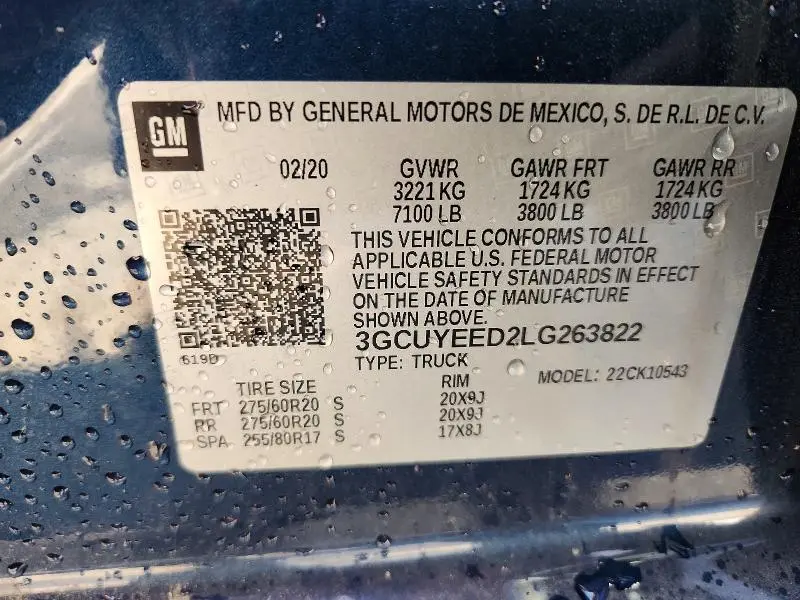 GM
MFD BY GENERAL MOTORS DE MEXICO, S. DE R.L. DE C.V.
02/20 GVWR GAWR FRT GAWR RR
3221 KG 1724 KG 1724 KG
7100 LB 3800 LB 3800 LB
THIS VEHICLE CONFORMS TO ALL
APPLICABLE U.S. FEDERAL MOTOR
VEHICLE SAFETY STANDARDS IN EFFECT
ON THE DATE OF MANUFACTURE
SHOWN ABOVE.
3GCUYEED2LG263822
619D TYPE: TRUCK
TIRE SIZE RIM MODEL: 22CK10543
FRT 275/60R20 S 20X9J
RR 275/60R20 S 20X9J
SPA 255/80R17 S 17X8J